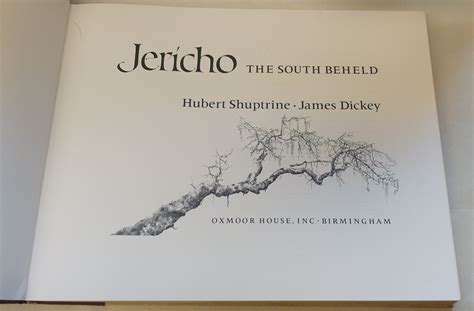 Jericho THE SOUTH BEHELD
Hubert Shuptrine · James Dickey
OXMOOR HOUSE, INC · BIRMINGHAM